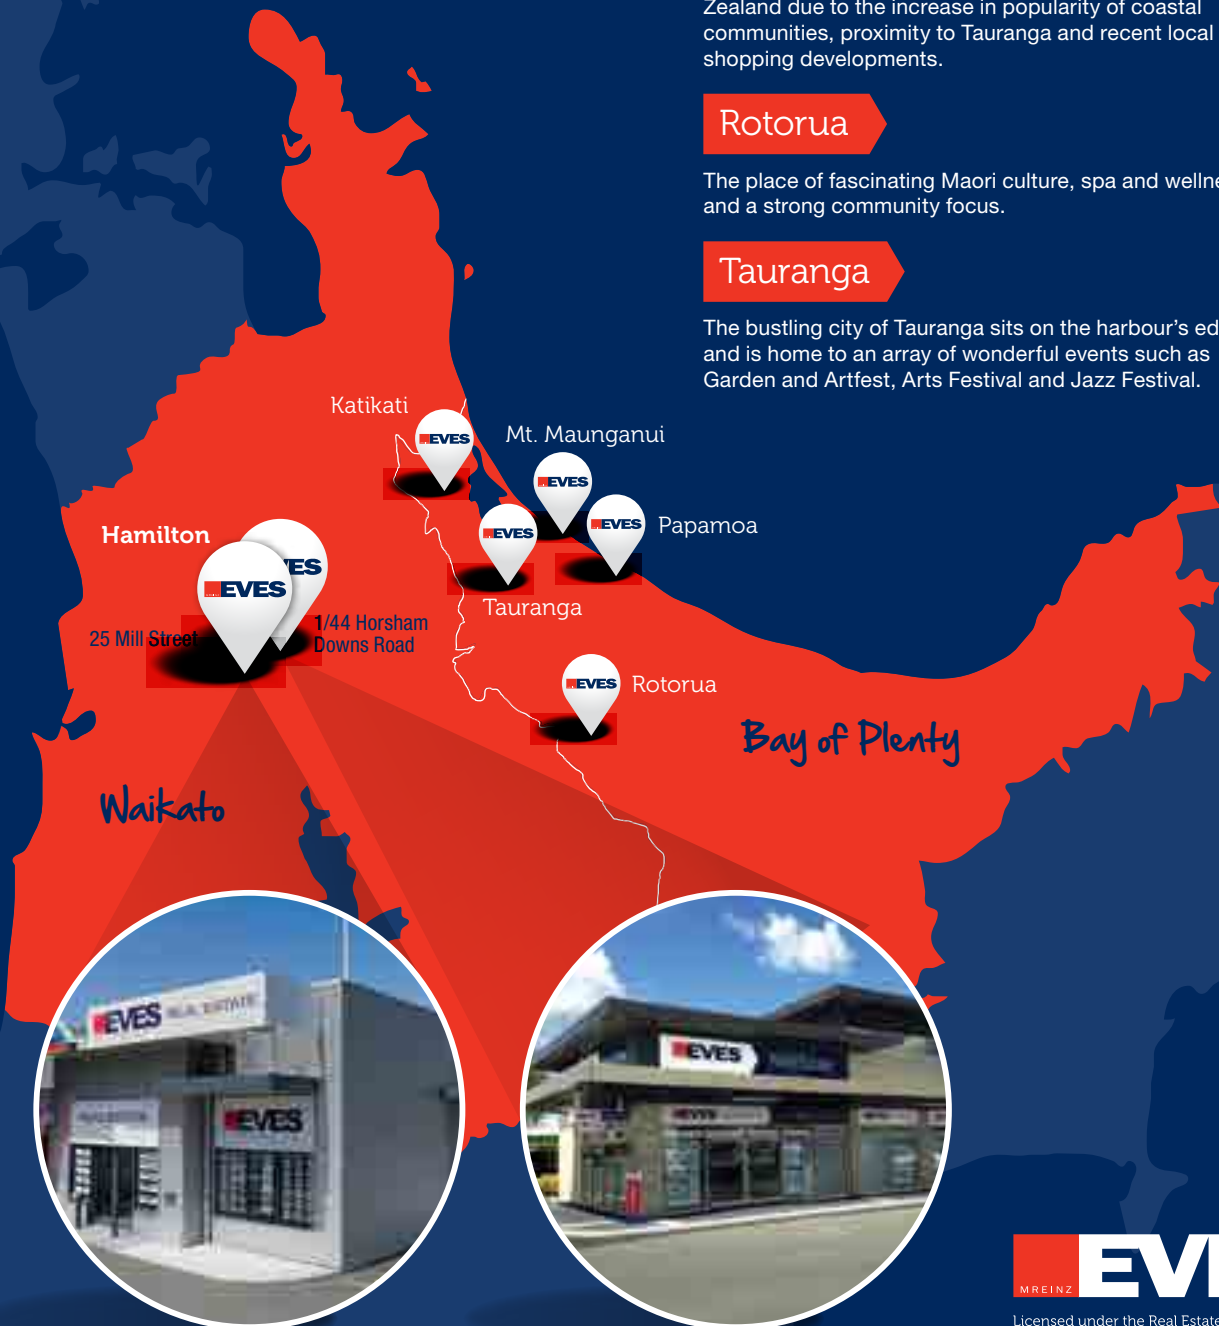 Zealand due to the increase in popularity of coastal
communities, proximity to Tauranga and recent local
shopping developments.
Rotorua
The place of fascinating Maori culture, spa and wellne
and a strong community focus.
Tauranga
The bustling city of Tauranga sits on the harbour's ed
and is home to an array of wonderful events such as
Garden and Artfest, Arts Festival and Jazz Festival.
Katikati
EVES
Mt. Maunganui
EVES
EVES
Papamoa
EVES
Tauranga
Hamilton
VES
EVES
25 Mill Street
1/44 Horsham
Downs Road
EVES
Rotorua
Bay of Plenty
Waikato
EVES REAL ESTATE
EVES
EVES
EVES
MREINZ
EV
Licensed under the Real Estate